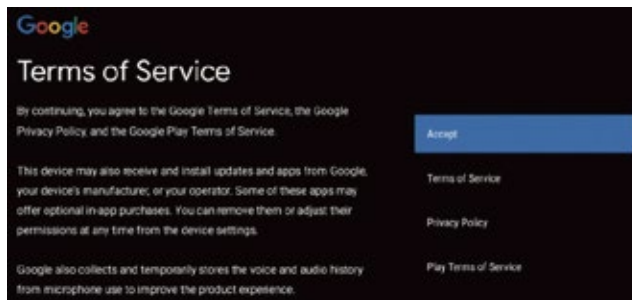 Google
Terms of Service
By continuing, you agree to the Google Terms of Service, the Google
Privacy Policy, and the Google Play Terms of Service.
This device may also receive and install updates and apps from Google,
your device's manufacturer, or your operator. Some of these apps may
offer optional in-app purchases. You can remove them or adjust their
permissions at any time from the device settings.
Google also collects and temporarily stores the voice and audio history
from microphone use to improve the product experience.
Accept
Terms of Service
Privacy Policy
Play Terms of Service